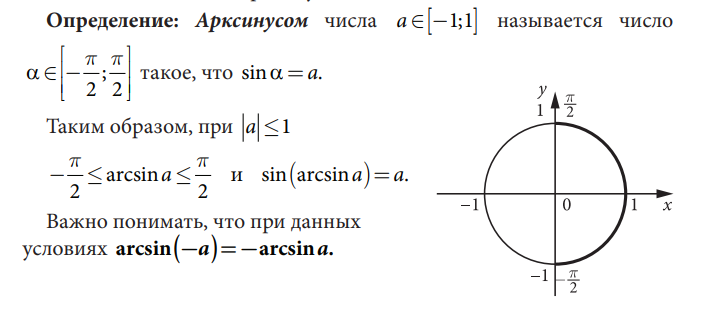 Определение: Арксинусом числа a∈[−1;1] называется число
α∈[−π/2; π/2] такое, что sin α = a.
Таким образом, при |a| ≤ 1
−π/2 ≤ arcsin a ≤ π/2 и sin(arcsin a) = a.
Важно понимать, что при данных
условиях arcsin(−a) = −arcsin a.
y
1 π/2
−1 0 1 x
−1 −π/2